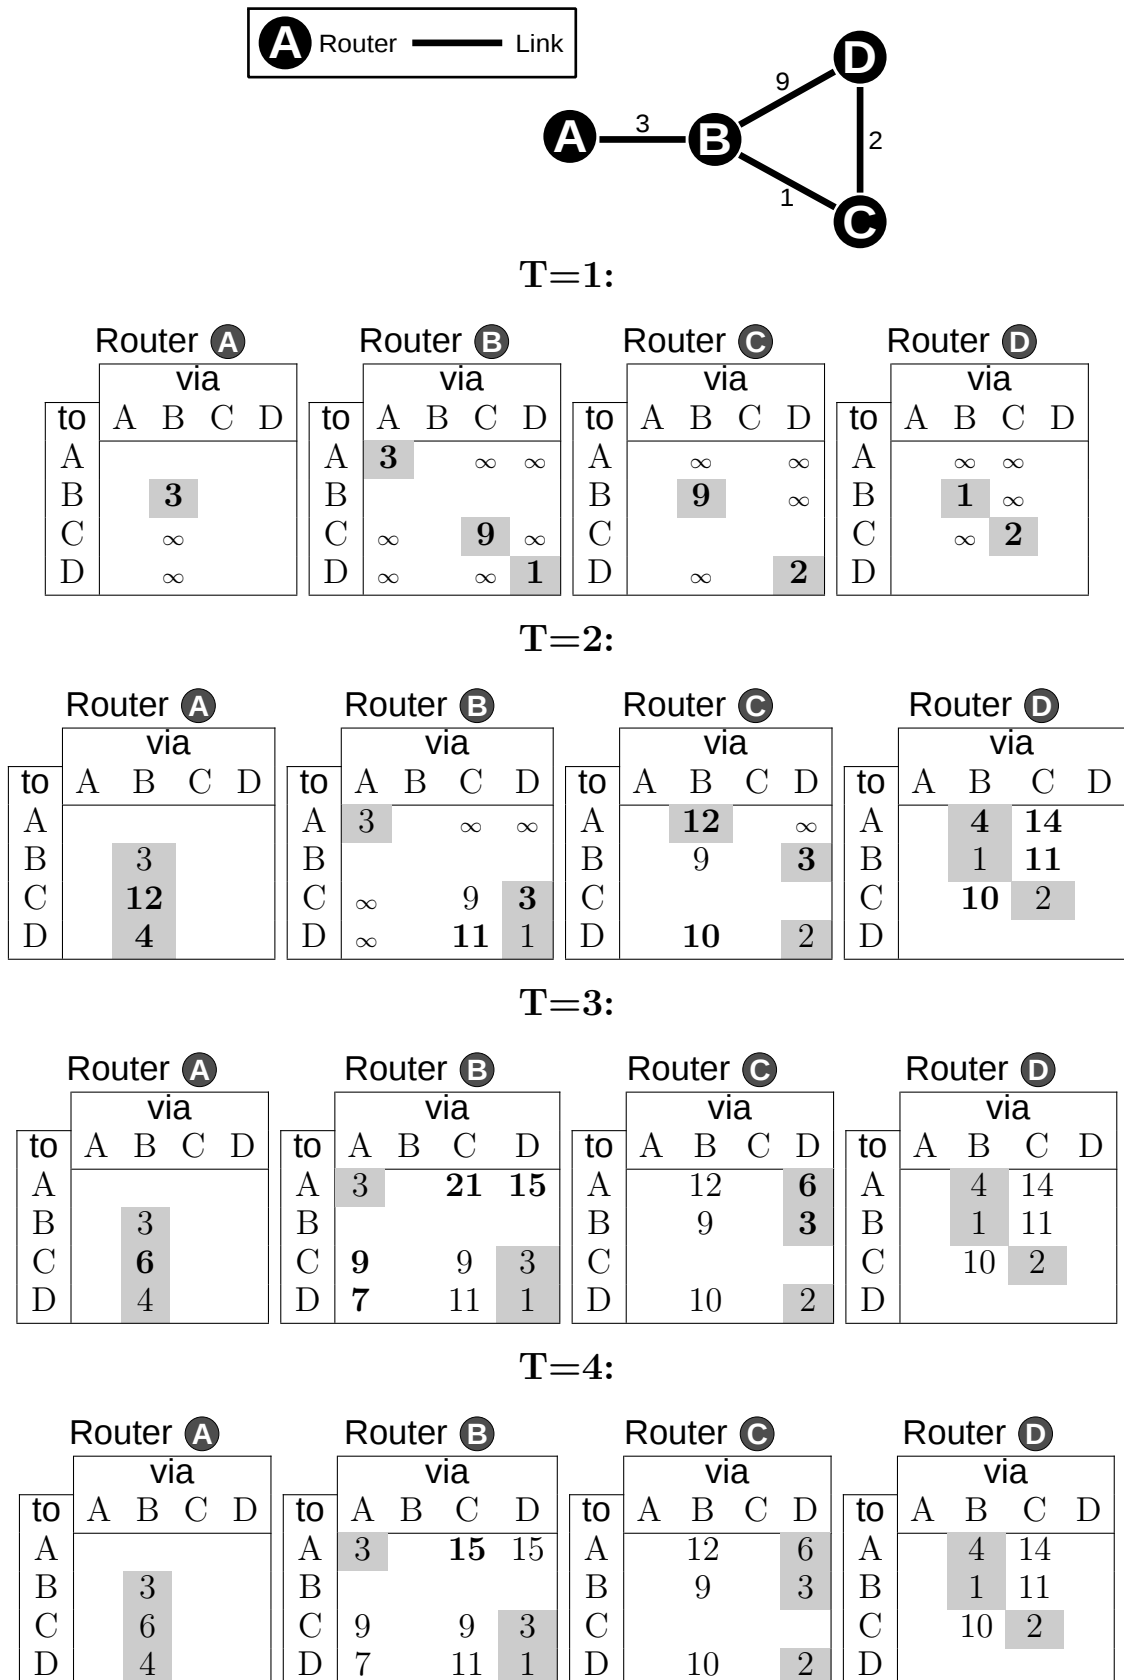 A Router Link
D
9
A 3 B 2
1
C
T=1:
Router A Router B Router C Router D
via via via via
to A B C D to A B C D to A B C D to A B C D
A A 3 ∞ ∞ A ∞ ∞ A ∞ ∞
B 3 B B 9 ∞ B 1 ∞
C ∞ C ∞ 9 ∞ C C ∞ 2
D ∞ D ∞ ∞ 1 D ∞ 2 D
T=2:
Router A Router B Router C Router D
via via via via
to A B C D to A B C D to A B C D to A B C D
A A 3 ∞ ∞ A 12 ∞ A 4 14
B 3 B B 9 3 B 1 11
C 12 C ∞ 9 3 C C 10 2
D 4 D ∞ 11 1 D 10 2 D
T=3:
Router A Router B Router C Router D
via via via via
to A B C D to A B C D to A B C D to A B C D
A A 3 21 15 A 12 6 A 4 14
B 3 B B 9 3 B 1 11
C 6 C 9 9 3 C C 10 2
D 4 D 7 11 1 D 10 2 D
T=4:
Router A Router B Router C Router D
via via via via
to A B C D to A B C D to A B C D to A B C D
A A 3 15 15 A 12 6 A 4 14
B 3 B B 9 3 B 1 11
C 6 C 9 9 3 C C 10 2
D 4 D 7 11 1 D 10 2 D